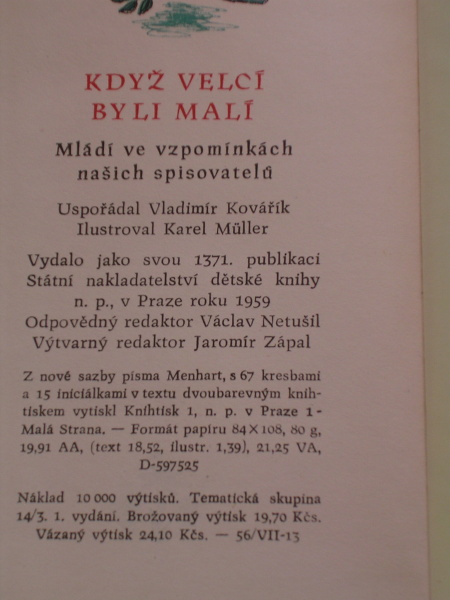 KDYŽ VELCÍ
BYLI MALÍ
Mládí ve vzpomínkách
našich spisovatelů
Uspořádal Vladimír Kovářík
Ilustroval Karel Müller
Vydalo jako svou 1371. publikaci
Státní nakladatelství dětské knihy
n. p., v Praze roku 1959
Odpovědný redaktor Václav Netušil
Výtvarný redaktor Jaromír Zápal
Z nové sazby písma Menhart, s 67 kresbami
a 15 iniciálkami v textu dvoubarevným knih-
tiskem vytiskl Knihtisk 1, n. p. v Praze 1 -
Malá Strana. — Formát papíru 84×108, 80 g,
19,91 AA, (text 18,52, ilustr. 1,39), 21,25 VA,
D-597525
Náklad 10 000 výtisků. Tematická skupina
14/3. 1. vydání. Brožovaný výtisk 19,70 Kčs.
Vázaný výtisk 24,10 Kčs. — 56/VII-13